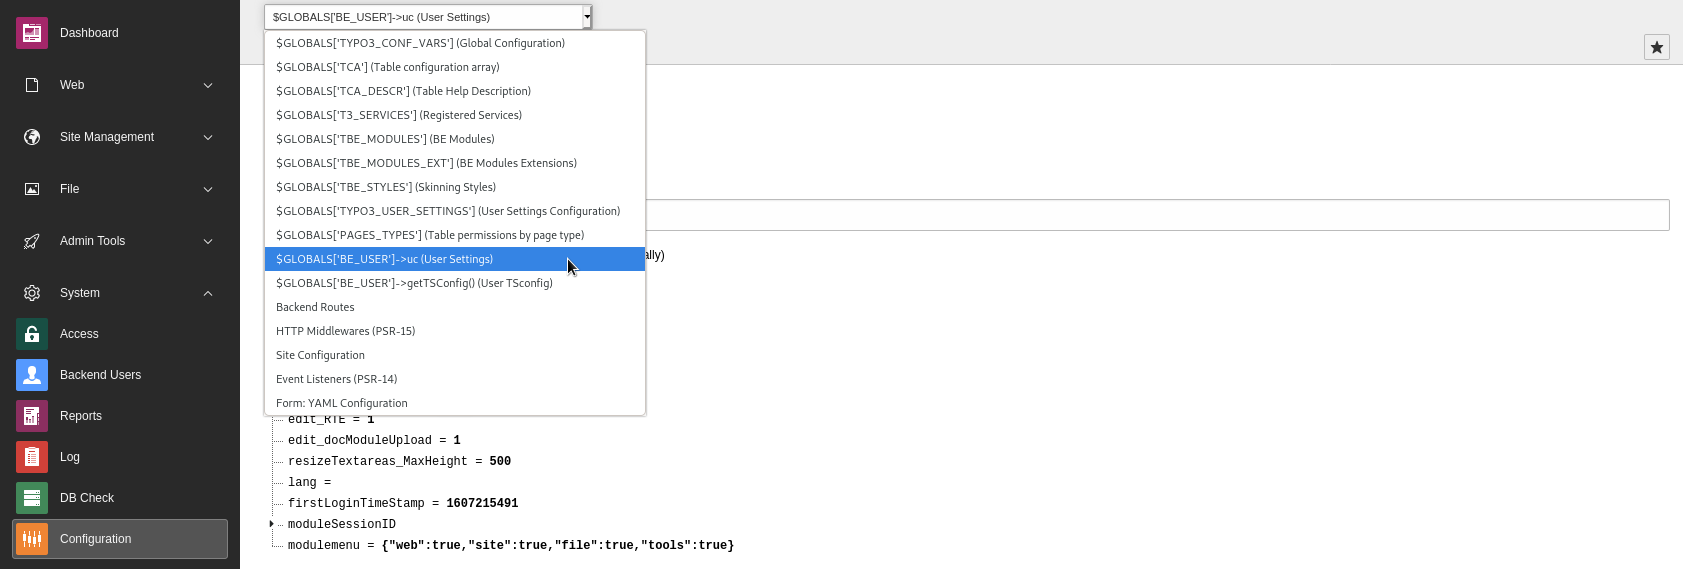 Dashboard
Web
Site Management
File
Admin Tools
System
Access
Backend Users
Reports
Log
DB Check
Configuration
$GLOBALS['BE_USER']->uc (User Settings)
$GLOBALS['TYPO3_CONF_VARS'] (Global Configuration)
$GLOBALS['TCA'] (Table configuration array)
$GLOBALS['TCA_DESCR'] (Table Help Description)
$GLOBALS['T3_SERVICES'] (Registered Services)
$GLOBALS['TBE_MODULES'] (BE Modules)
$GLOBALS['TBE_MODULES_EXT'] (BE Modules Extensions)
$GLOBALS['TBE_STYLES'] (Skinning Styles)
$GLOBALS['TYPO3_USER_SETTINGS'] (User Settings Configuration)
$GLOBALS['PAGES_TYPES'] (Table permissions by page type)
$GLOBALS['BE_USER']->uc (User Settings)
$GLOBALS['BE_USER']->getTSConfig() (User TSconfig)
Backend Routes
HTTP Middlewares (PSR-15)
Site Configuration
Event Listeners (PSR-14)
Form: YAML Configuration
ally)
edit_RTE = 1
edit_docModuleUpload = 1
resizeTextareas_MaxHeight = 500
lang =
firstLoginTimeStamp = 1607215491
moduleSessionID
modulemenu = {"web":true,"site":true,"file":true,"tools":true}